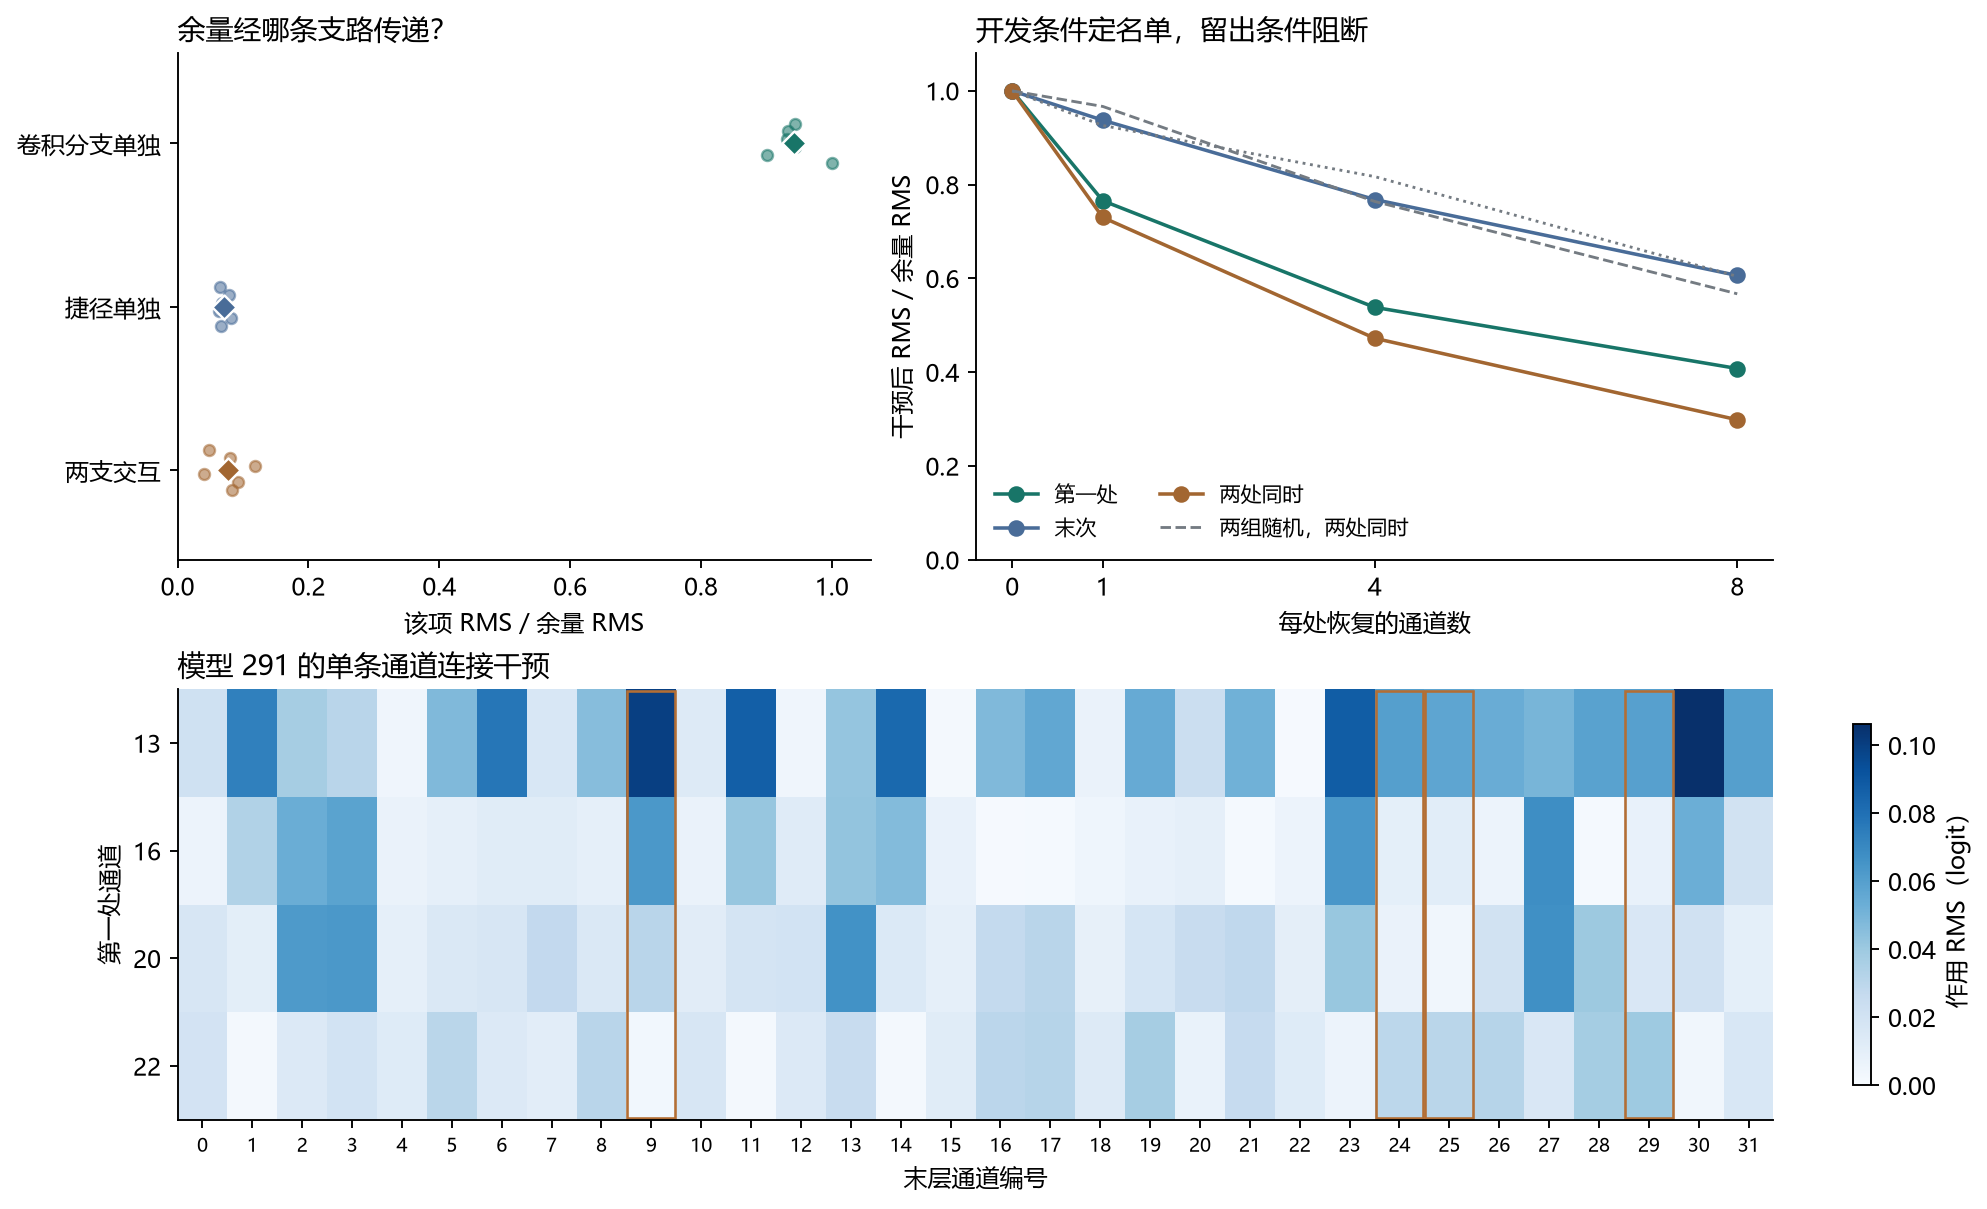 余量经哪条支路传递？
卷积分支单独
捷径单独
两支交互
0.0 0.2 0.4 0.6 0.8 1.0
该项 RMS / 余量 RMS
开发条件定名单，留出条件阻断
干预后 RMS / 余量 RMS
1.0
0.8
0.6
0.4
0.2
0.0
第一处
末次
两处同时
两组随机，两处同时
0 1 4 8
每处恢复的通道数
模型 291 的单条通道连接干预
第一处通道
13
16
20
22
0 1 2 3 4 5 6 7 8 9 10 11 12 13 14 15 16 17 18 19 20 21 22 23 24 25 26 27 28 29 30 31
末层通道编号
0.10
0.08
0.06
0.04
0.02
0.00
作用 RMS（logit）